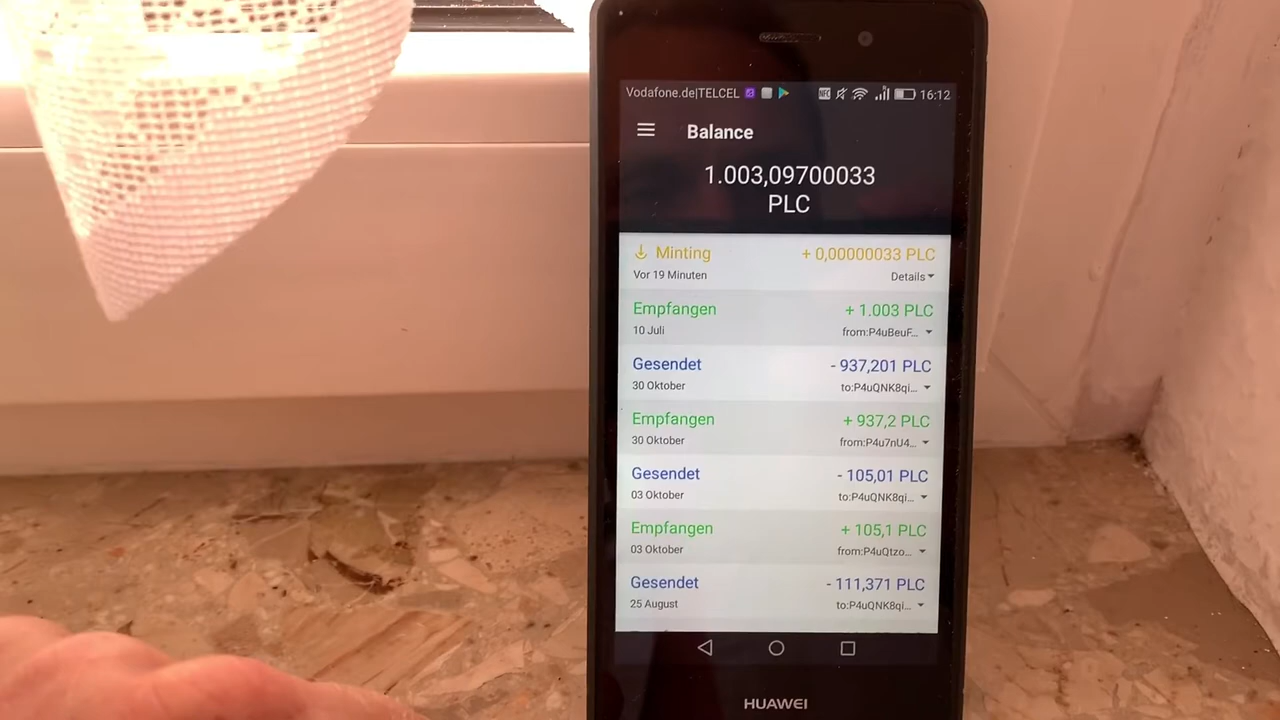 Vodafone.de|TELCEL 16:12
Balance
1.003,09700033
PLC
Minting + 0,00000033 PLC
Vor 19 Minuten Details
Empfangen + 1.003 PLC
10 Juli from:P4uBeuF...
Gesendet - 937,201 PLC
30 Oktober to:P4uQNK8qi...
Empfangen + 937,2 PLC
30 Oktober from:P4u7nU4...
Gesendet - 105,01 PLC
03 Oktober to:P4uQNK8qi...
Empfangen + 105,1 PLC
03 Oktober from:P4uQtzo...
Gesendet - 111,371 PLC
25 August to:P4uQNK8qi...
HUAWEI